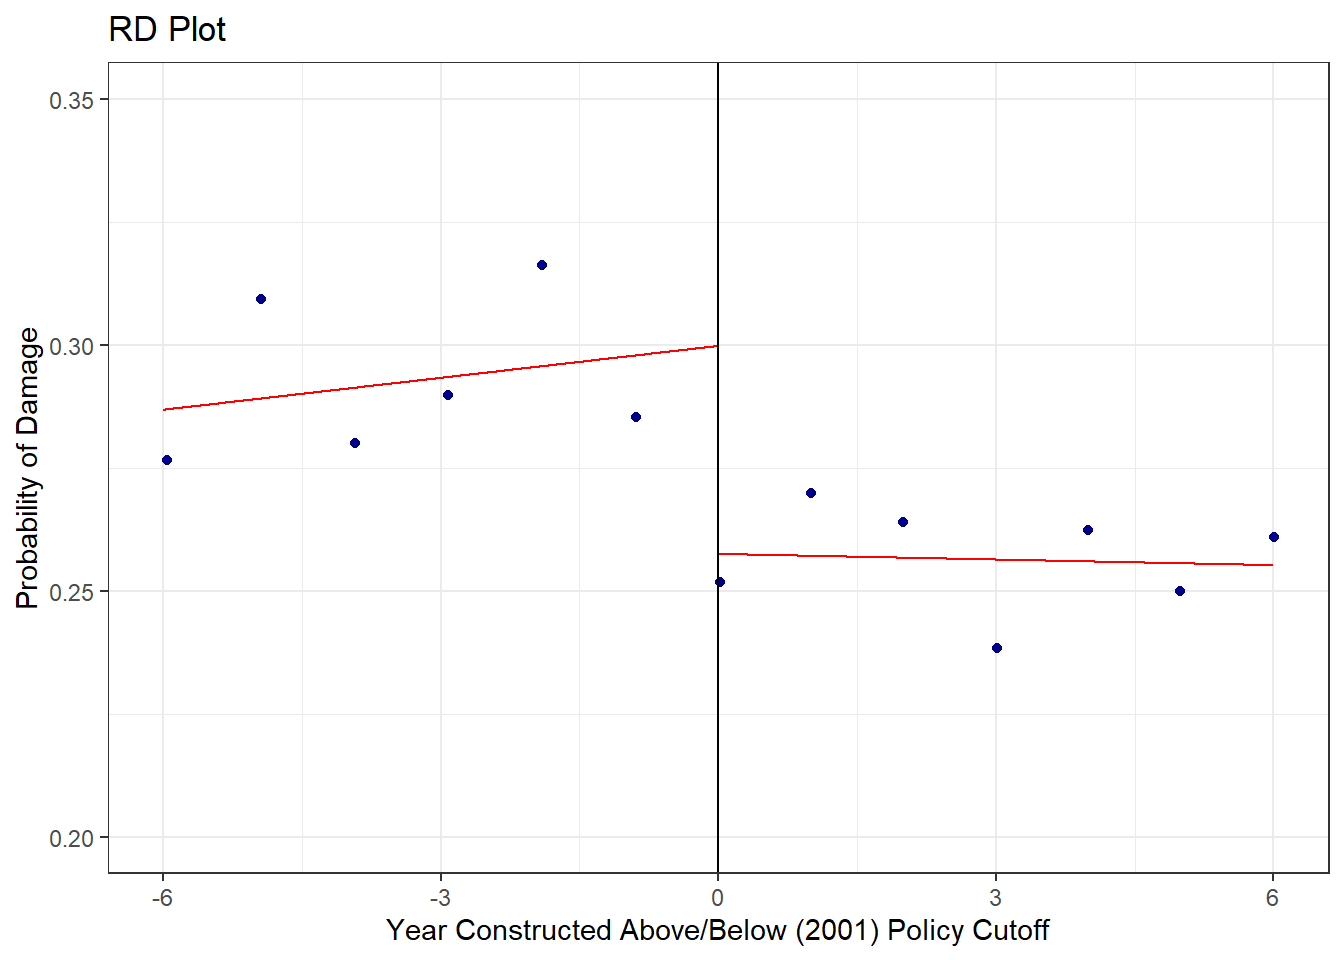 RD Plot
0.35
0.30
0.25
0.20
Probability of Damage
-6 -3 0 3 6
Year Constructed Above/Below (2001) Policy Cutoff